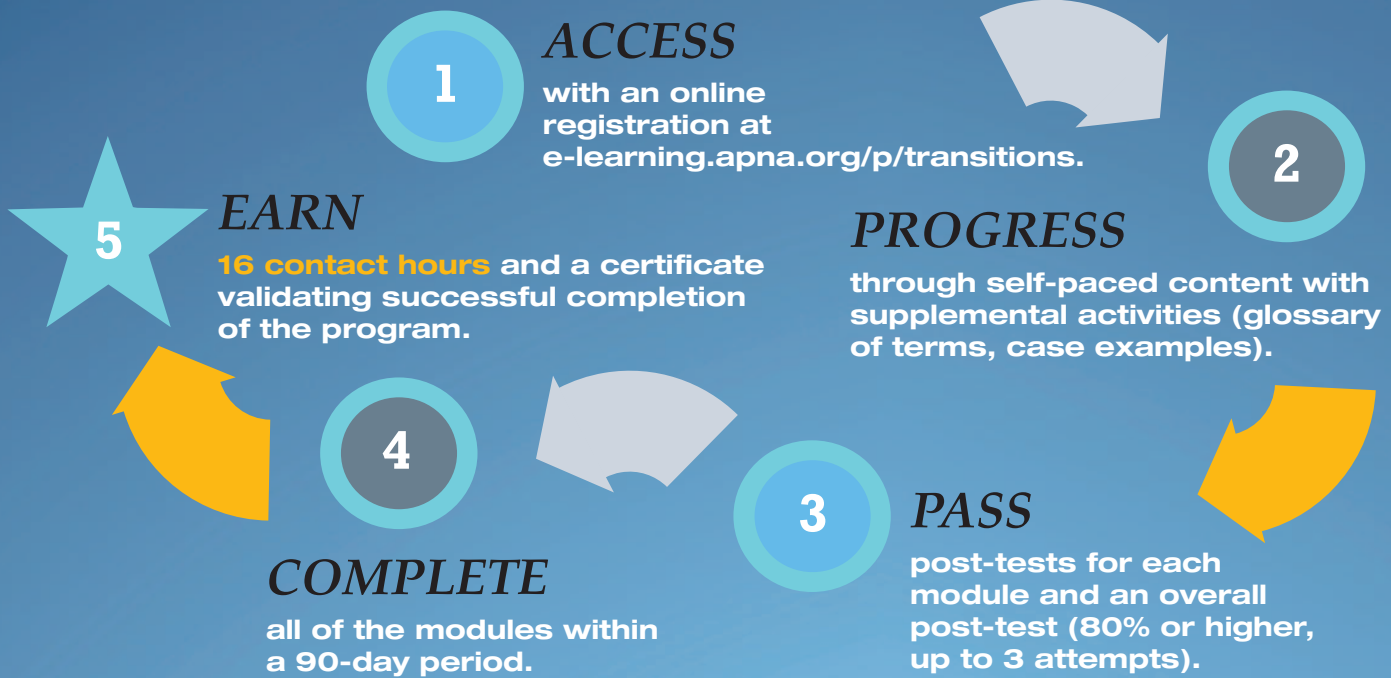 1
ACCESS
with an online
registration at
e-learning.apna.org/p/transitions.
2
PROGRESS
through self-paced content with
supplemental activities (glossary
of terms, case examples).
3
PASS
post-tests for each
module and an overall
post-test (80% or higher,
up to 3 attempts).
4
COMPLETE
all of the modules within
a 90-day period.
5
EARN
16 contact hours and a certificate
validating successful completion
of the program.